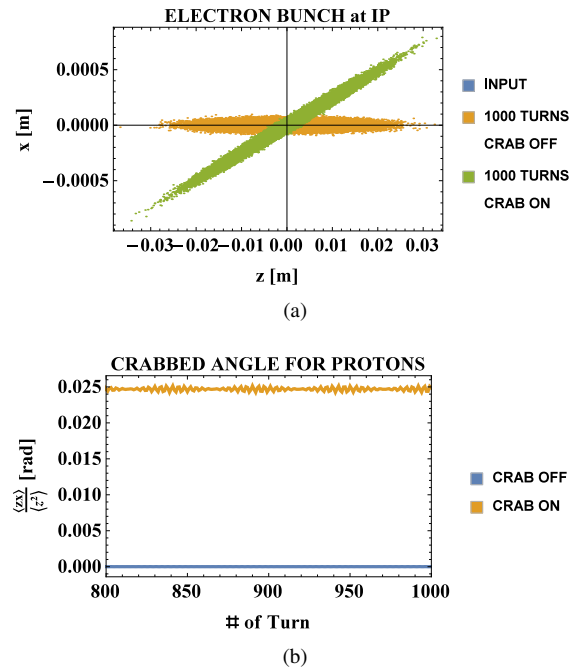 ELECTRON BUNCH at IP
0.0005
0.0000
-0.0005
x [m]
-0.03 -0.02 -0.01 0.00 0.01 0.02 0.03
z [m]
INPUT
1000 TURNS
CRAB OFF
1000 TURNS
CRAB ON
(a)
CRABBED ANGLE FOR PROTONS
0.025
0.020
0.015
0.010
0.005
0.000
⟨zx⟩/⟨z²⟩ [rad]
800 850 900 950 1000
# of Turn
CRAB OFF
CRAB ON
(b)